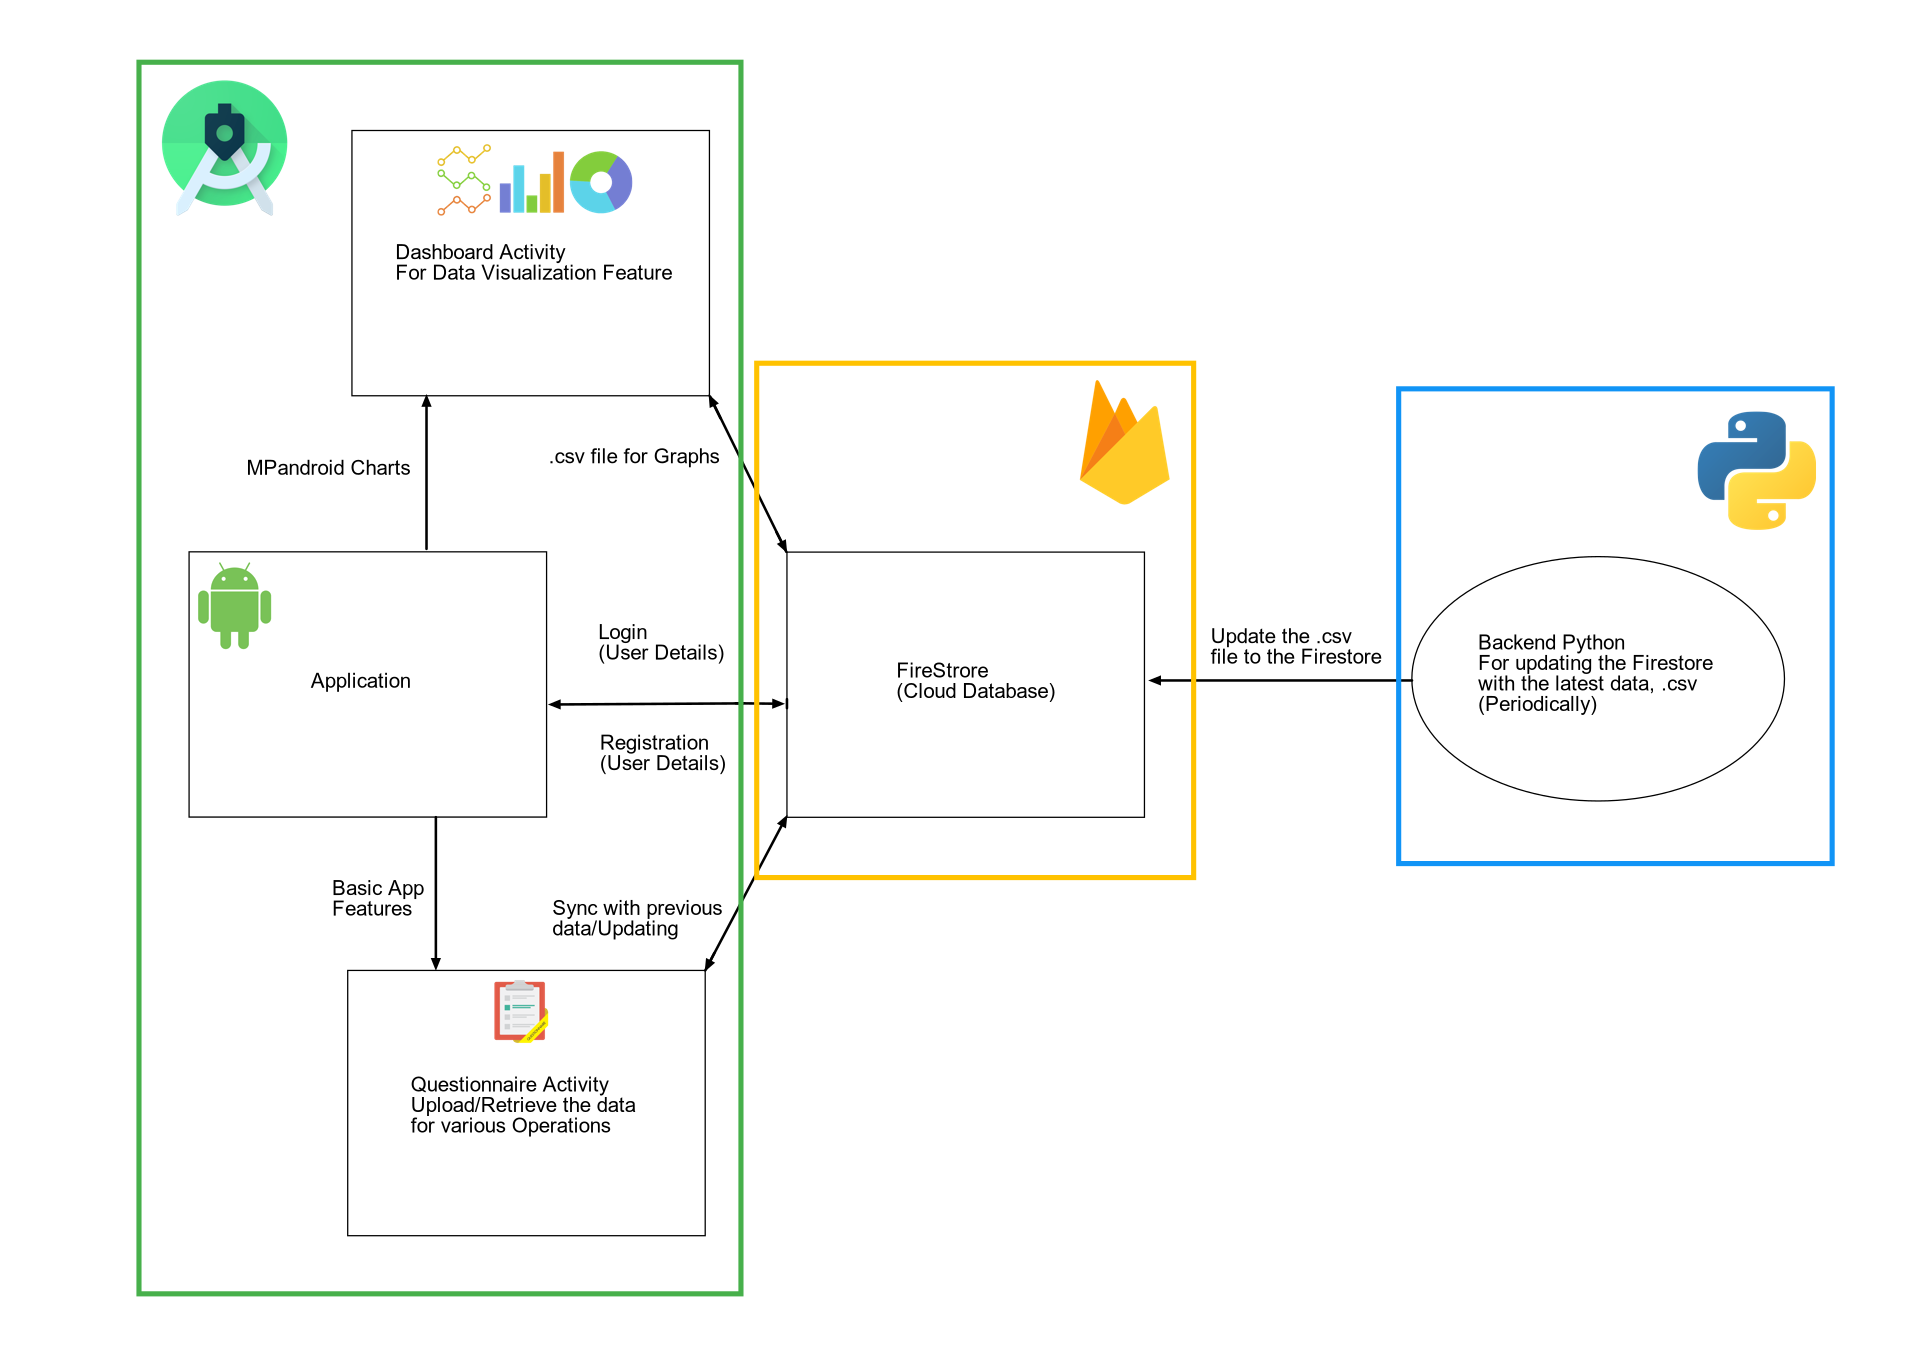 Dashboard Activity
For Data Visualization Feature
MPandroid Charts
.csv file for Graphs
Application
Login
(User Details)
Registration
(User Details)
FireStrore
(Cloud Database)
Update the .csv
file to the Firestore
Backend Python
For updating the Firestore
with the latest data, .csv
(Periodically)
Basic App
Features
Sync with previous
data/Updating
Questionnaire Activity
Upload/Retrieve the data
for various Operations